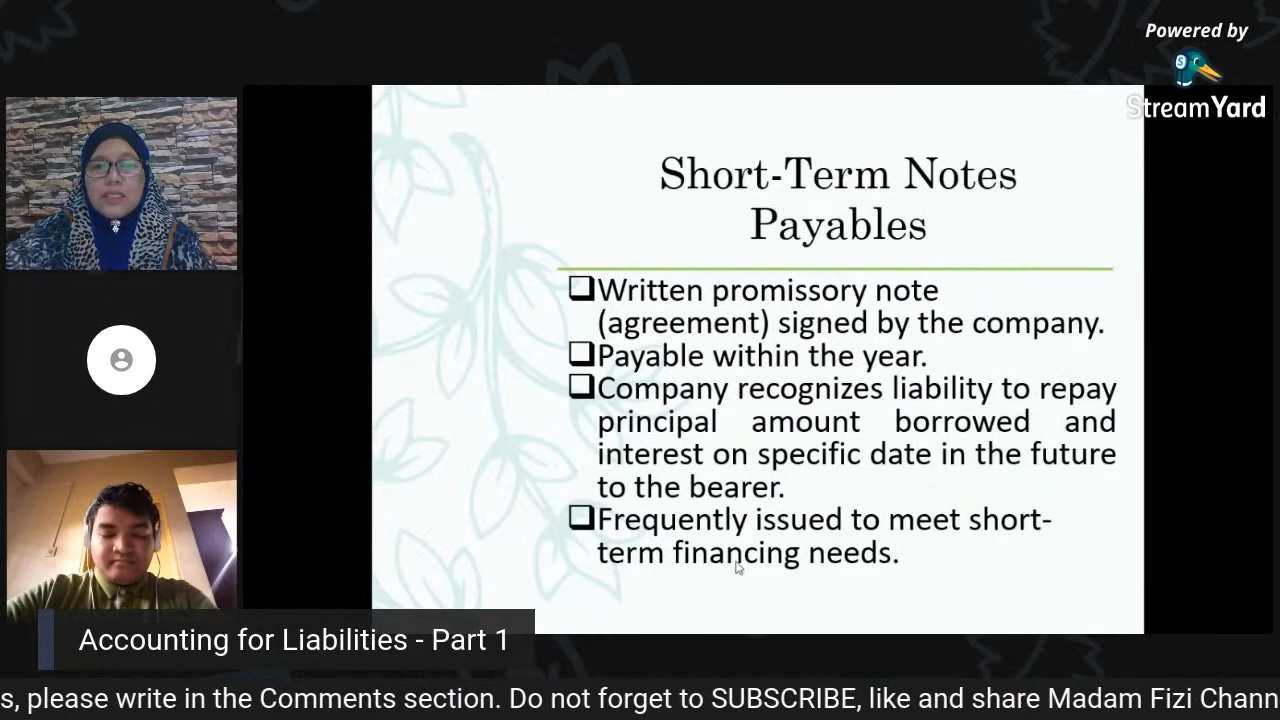 Powered by
StreamYard
Short-Term Notes
Payables
Written promissory note
(agreement) signed by the company.
Payable within the year.
Company recognizes liability to repay
principal amount borrowed and
interest on specific date in the future
to the bearer.
Frequently issued to meet short-
term financing needs.
Accounting for Liabilities - Part 1
s, please write in the Comments section. Do not forget to SUBSCRIBE, like and share Madam Fizi Chann